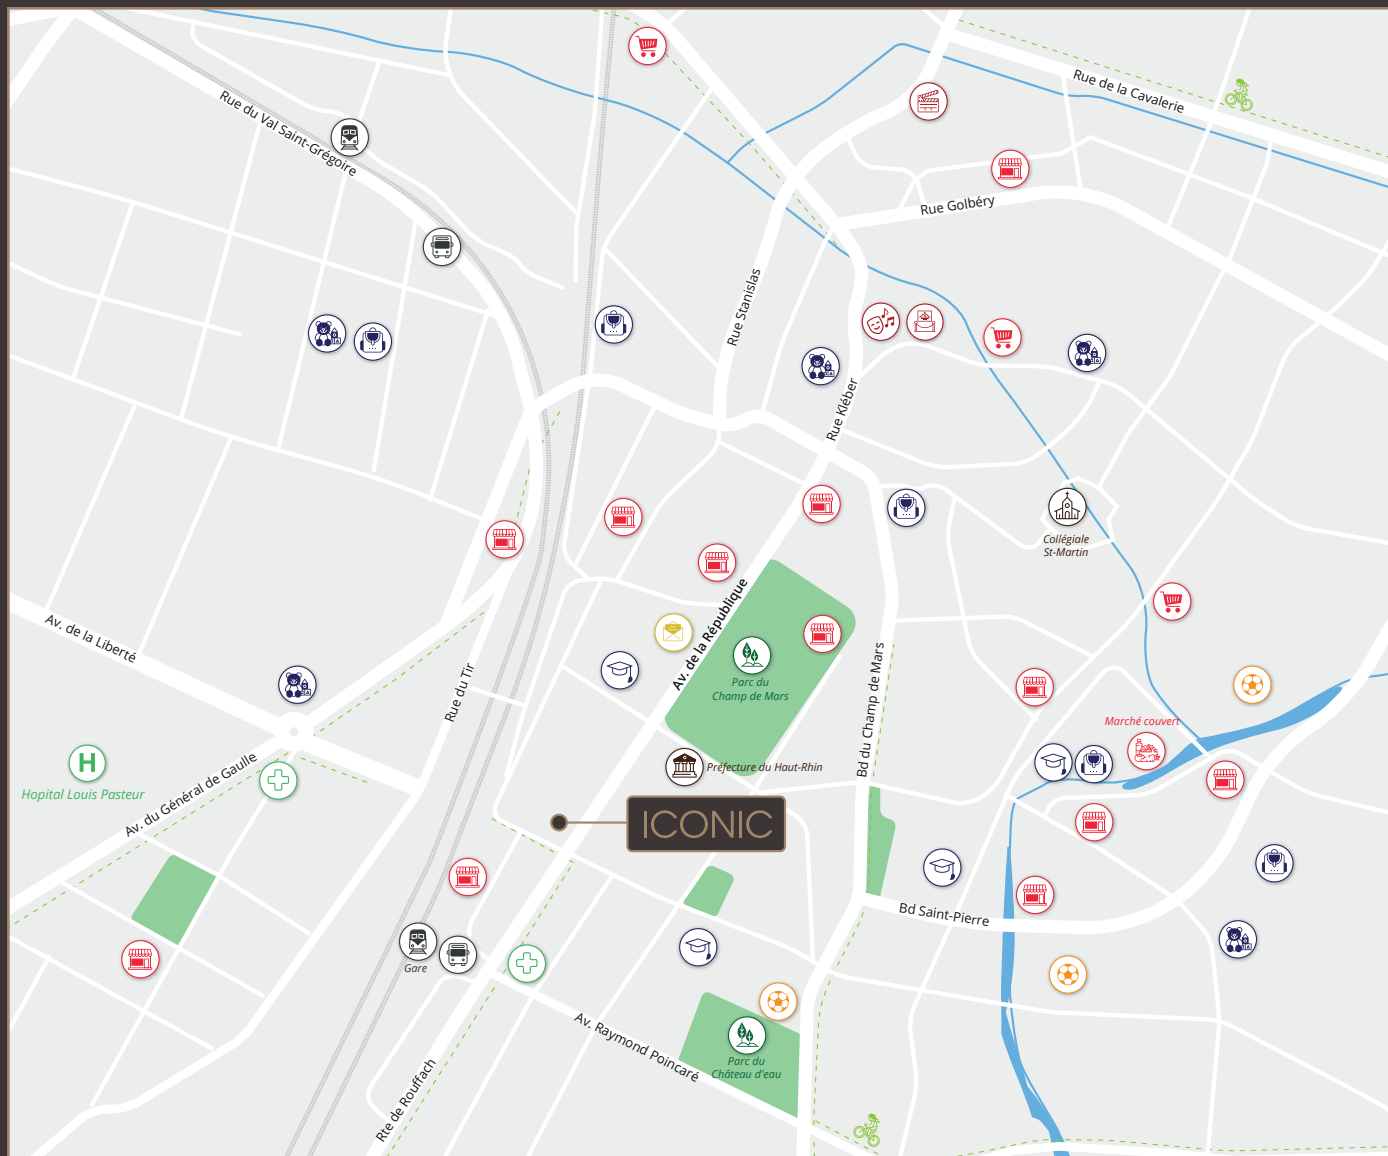 Rue de la Cavalerie
Rue du Val Saint-Grégoire
Rue Golbéry
Rue Stanislas
Rue Kléber
Collégiale
St-Martin
Av. de la Liberté
Av. de la République
Rue du Tir
Parc du
Champ de Mars
Bd du Champ de Mars
Marché couvert
H
Hopital Louis Pasteur
Préfecture du Haut-Rhin
Av. du Général de Gaulle
ICONIC
Bd Saint-Pierre
Gare
Av. Raymond Poincaré
Parc du
Château d'eau
Rte de Rouffach